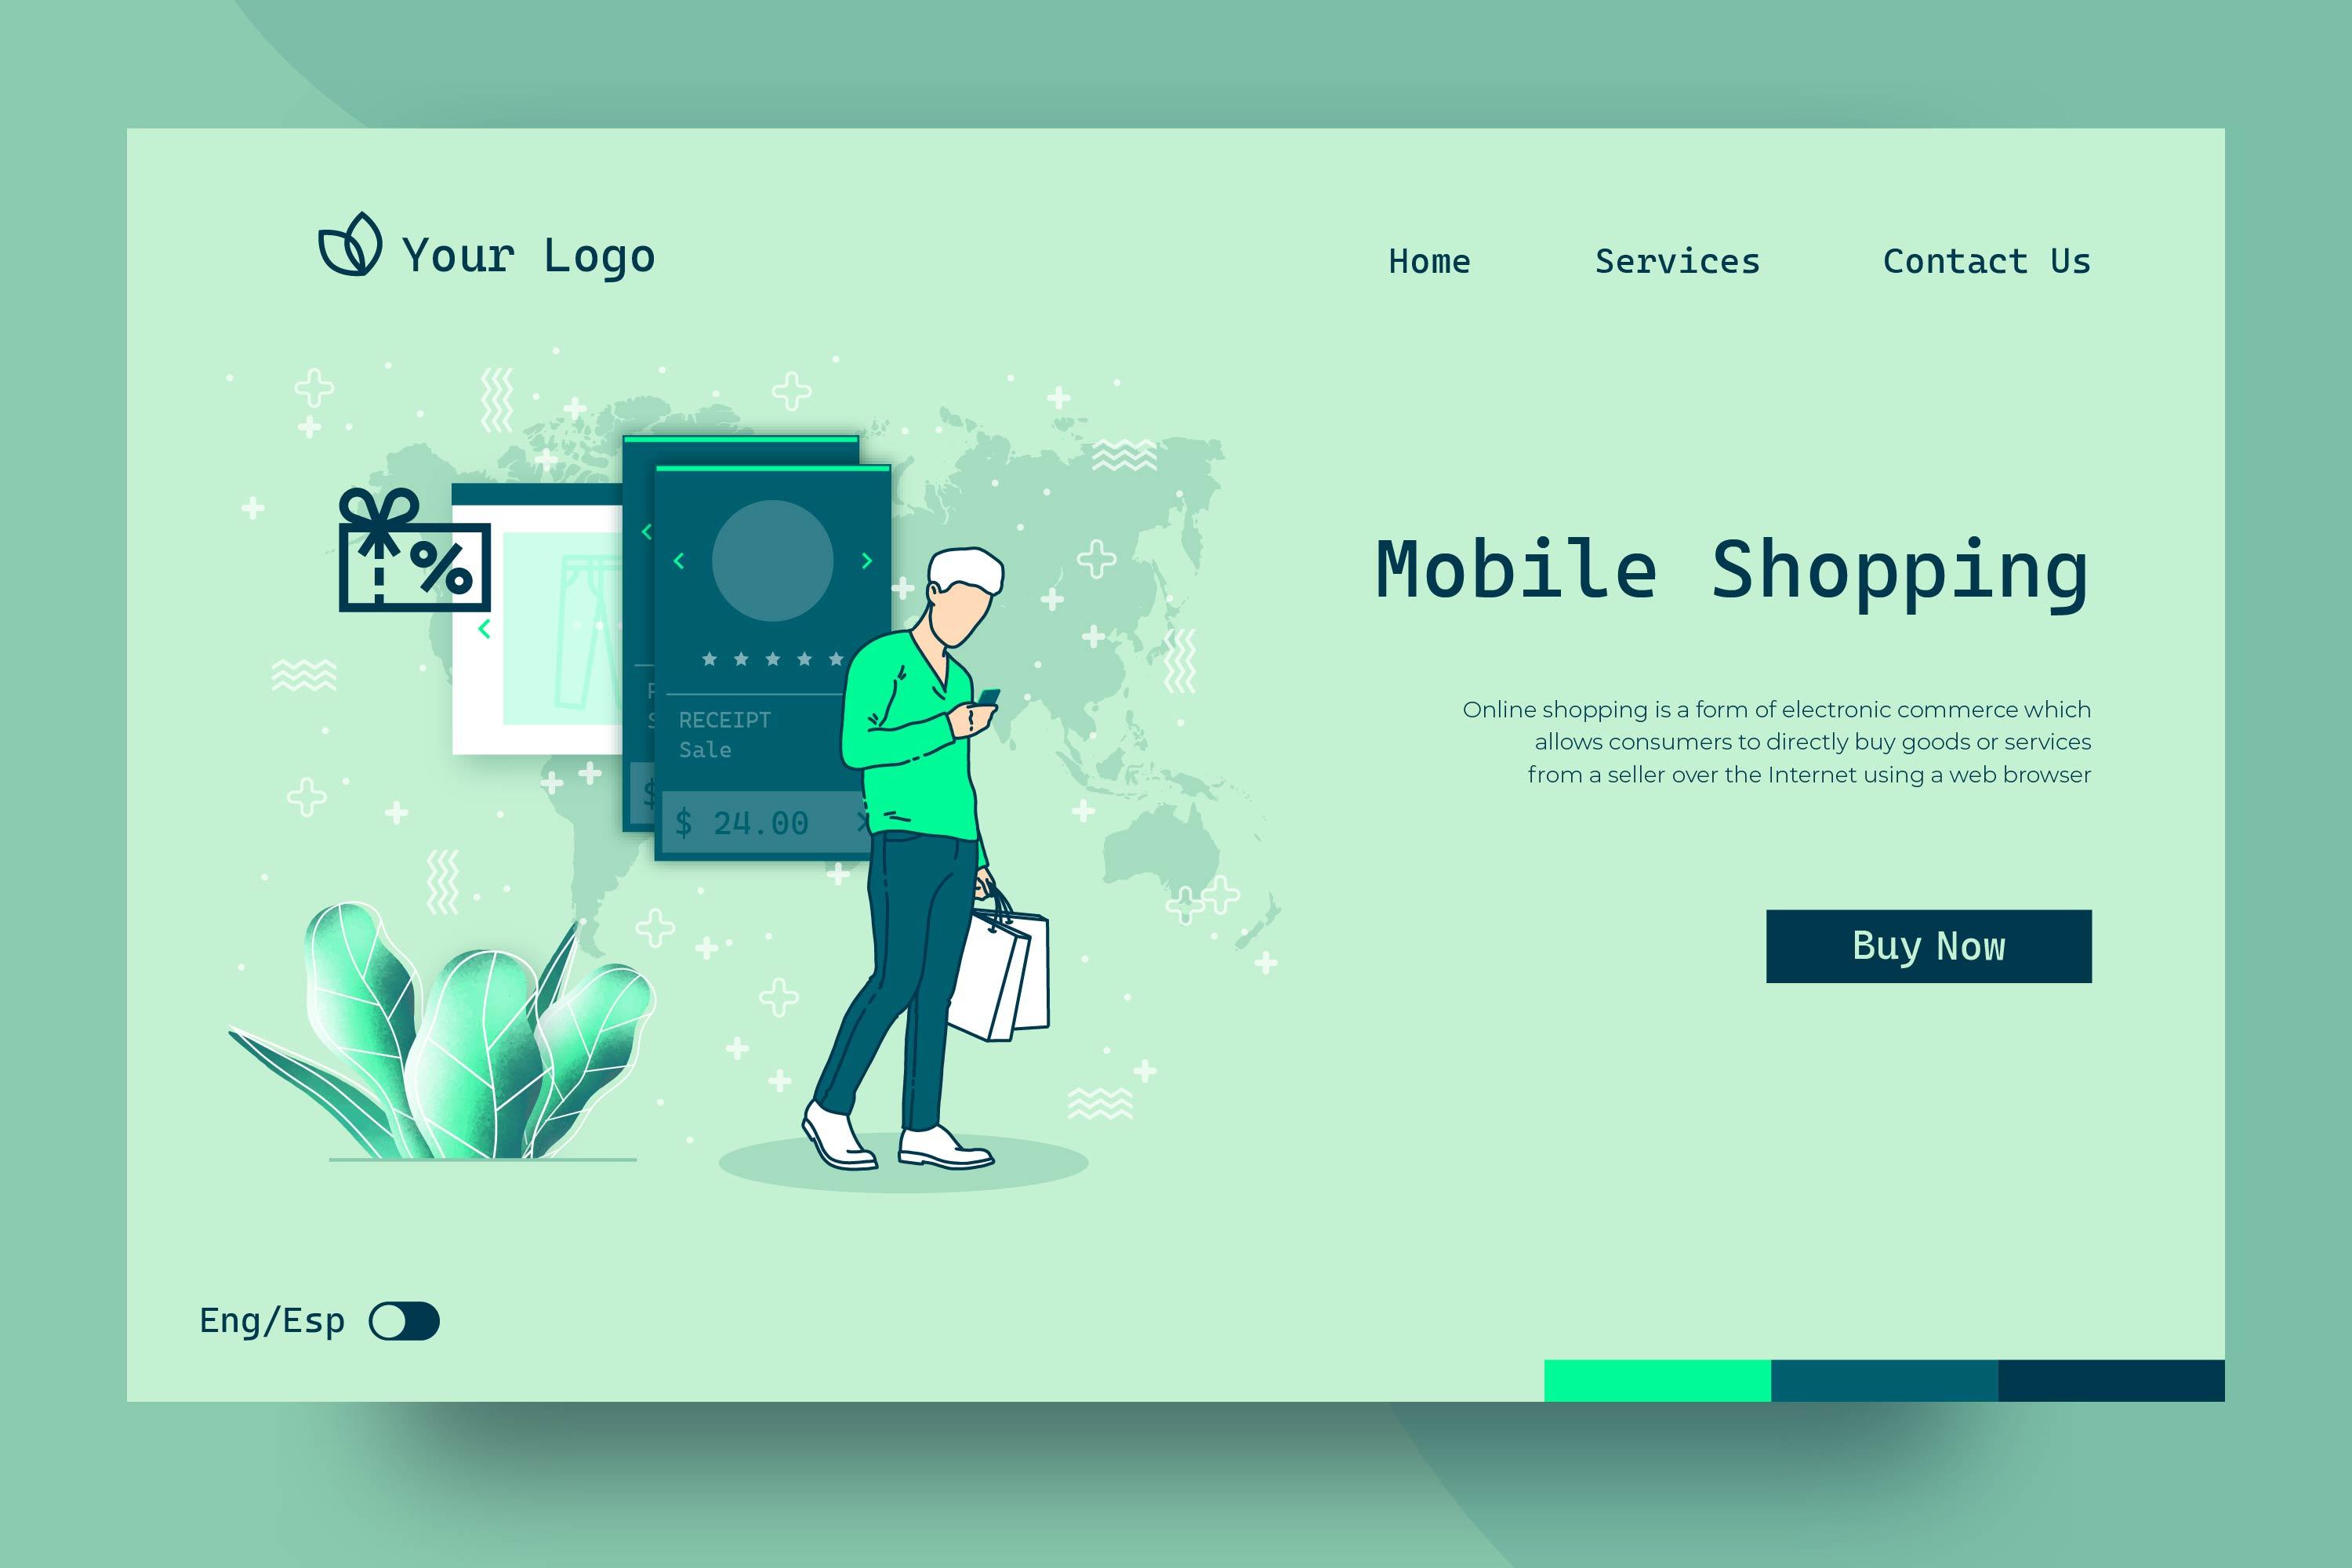 Your Logo
Home
Services
Contact Us
%
RECEIPT
Sale
$
$ 24.00
Mobile Shopping
Online shopping is a form of electronic commerce which
allows consumers to directly buy goods or services
from a seller over the Internet using a web browser
Buy Now
Eng/Esp